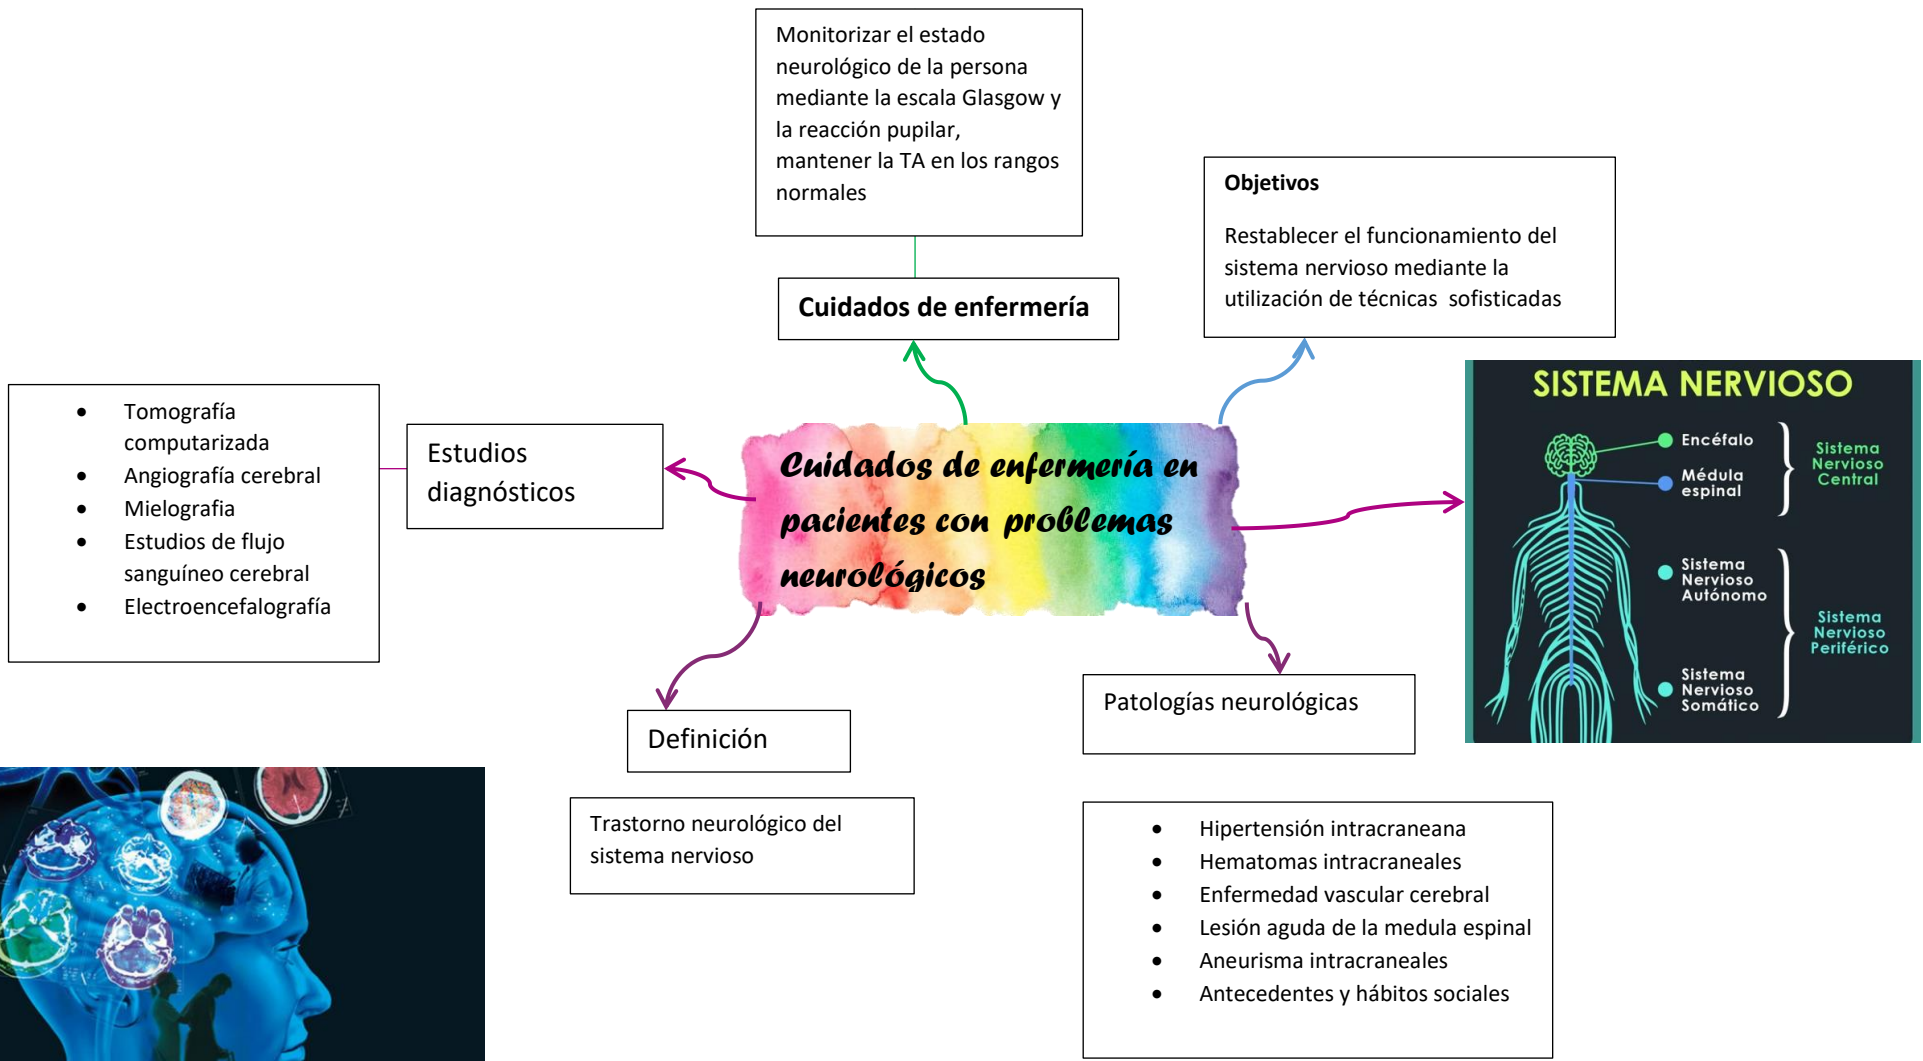 Monitorizar el estado
neurológico de la persona
mediante la escala Glasgow y
la reacción pupilar,
mantener la TA en los rangos
normales
Objetivos
Restablecer el funcionamiento del
sistema nervioso mediante la
utilización de técnicas  sofisticadas
Cuidados de enfermería
• Tomografía
computarizada
• Angiografía cerebral
• Mielografia
• Estudios de flujo
sanguíneo cerebral
• Electroencefalografía
Estudios
diagnósticos
Cuidados de enfermería en
pacientes con problemas
neurológicos
SISTEMA NERVIOSO
Encéfalo
Médula
espinal
Sistema
Nervioso
Central
Sistema
Nervioso
Autónomo
Sistema
Nervioso
Somático
Sistema
Nervioso
Periférico
Definición
Trastorno neurológico del
sistema nervioso
Patologías neurológicas
• Hipertensión intracraneana
• Hematomas intracraneales
• Enfermedad vascular cerebral
• Lesión aguda de la medula espinal
• Aneurisma intracraneales
• Antecedentes y hábitos sociales